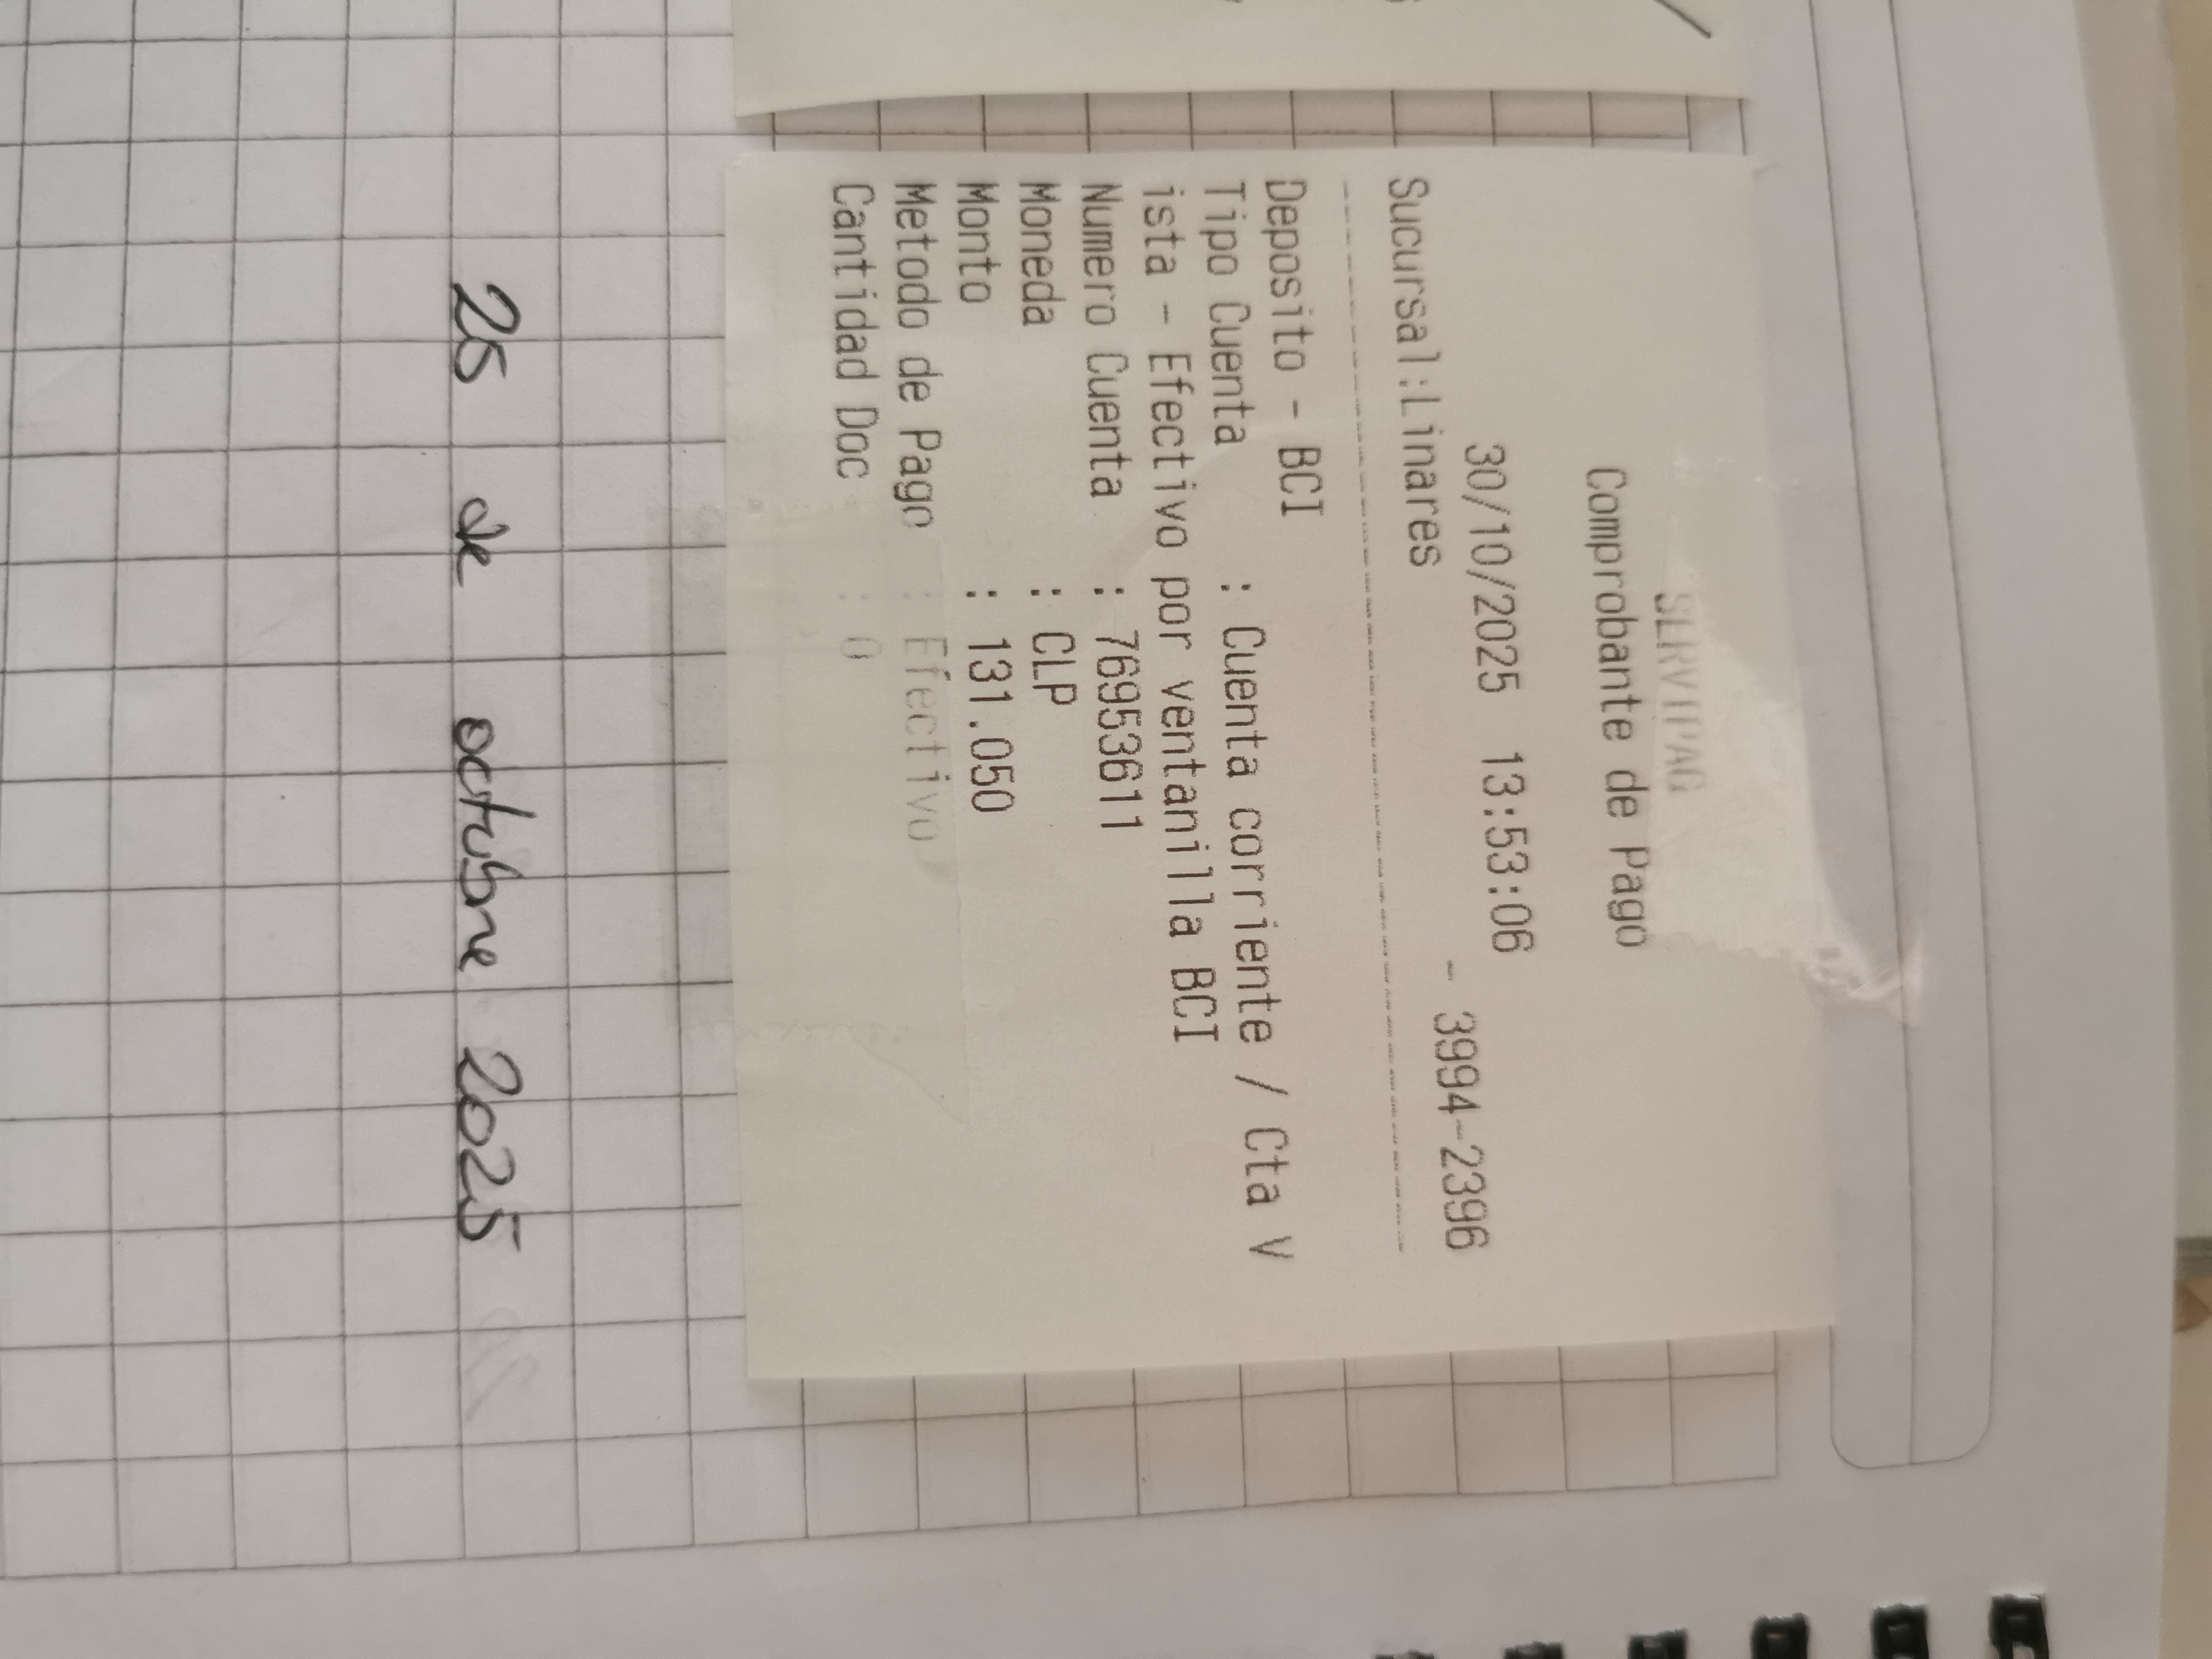 SERVIPAG
Comprobante de Pago
30/10/2025 13:53:06
- 3994-2396
Sucursal:Linares
Deposito - BCI
Tipo Cuenta : Cuenta corriente / Cta V
ista - Efectivo por ventanilla BCI
Numero Cuenta : 76953611
Moneda : CLP
Monto : 131.050
Metodo de Pago : Efectivo
Cantidad Doc : 0
25 de octubre 2025